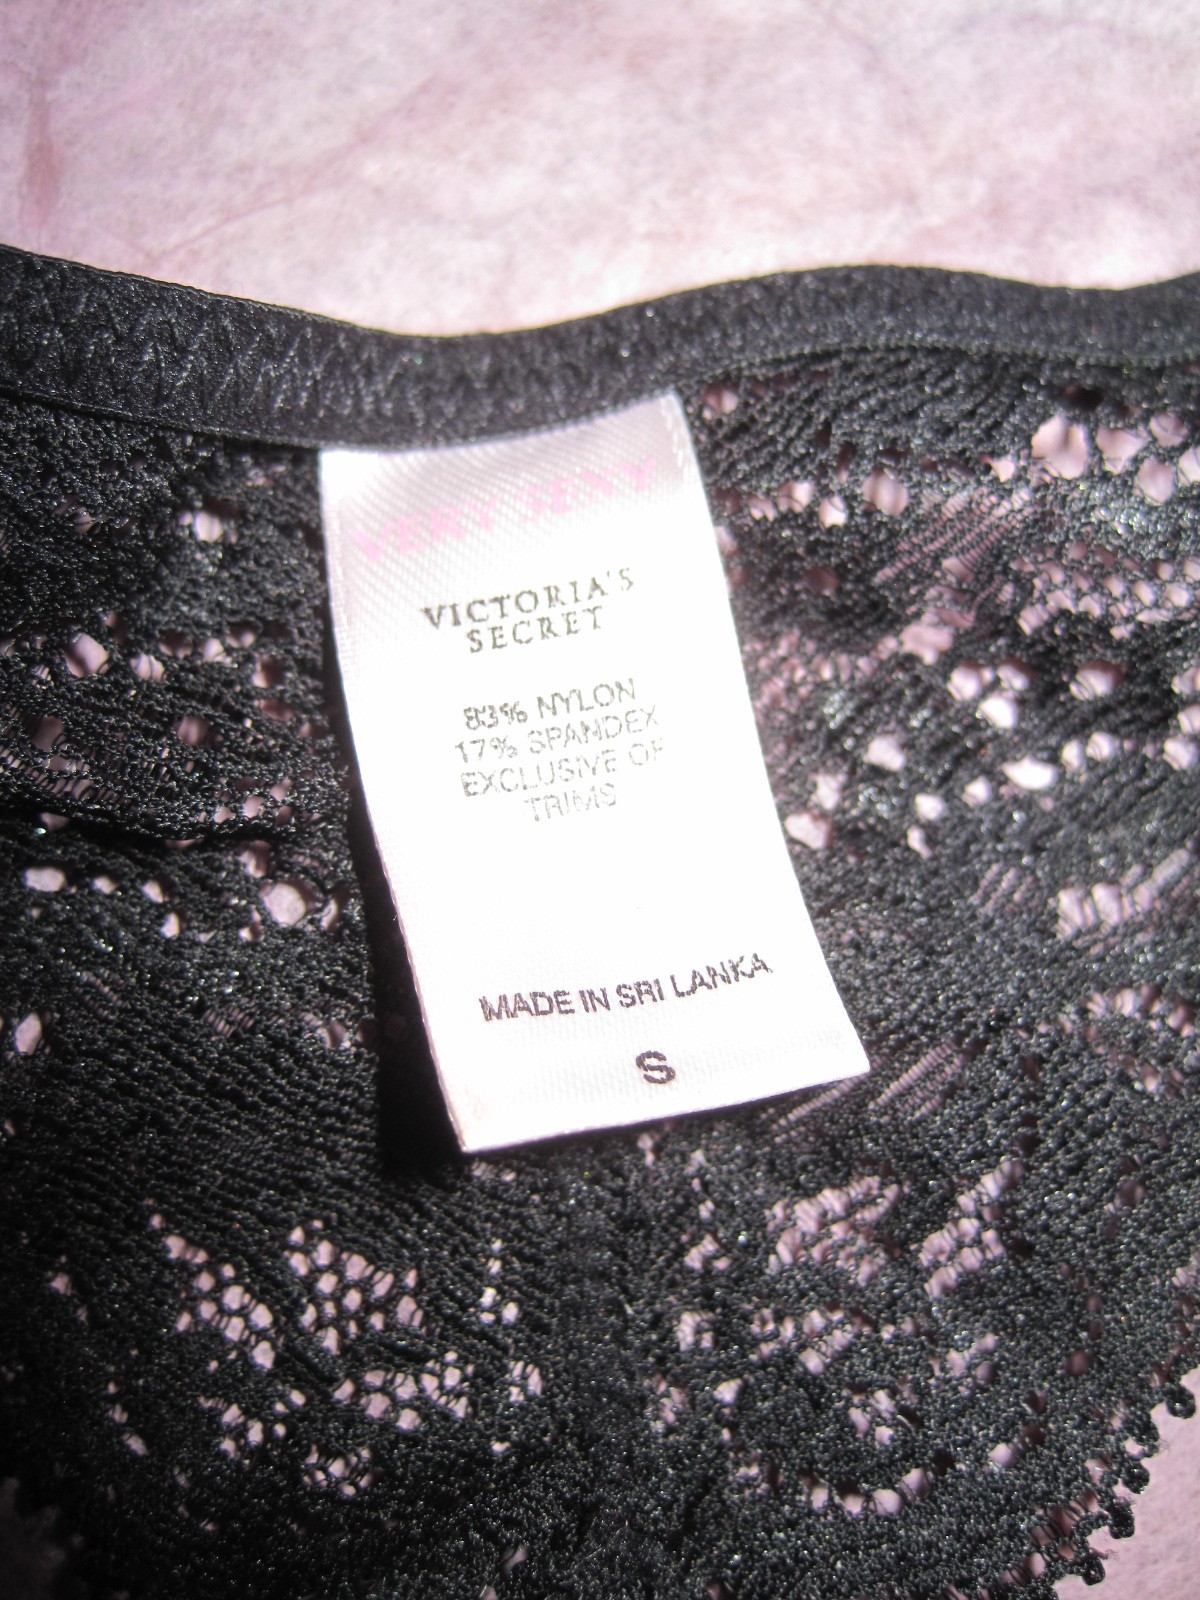 VERY SEXY
VICTORIA'S
SECRET
83% NYLON
17% SPANDEX
EXCLUSIVE OF
TRIMS
MADE IN SRI LANKA
S